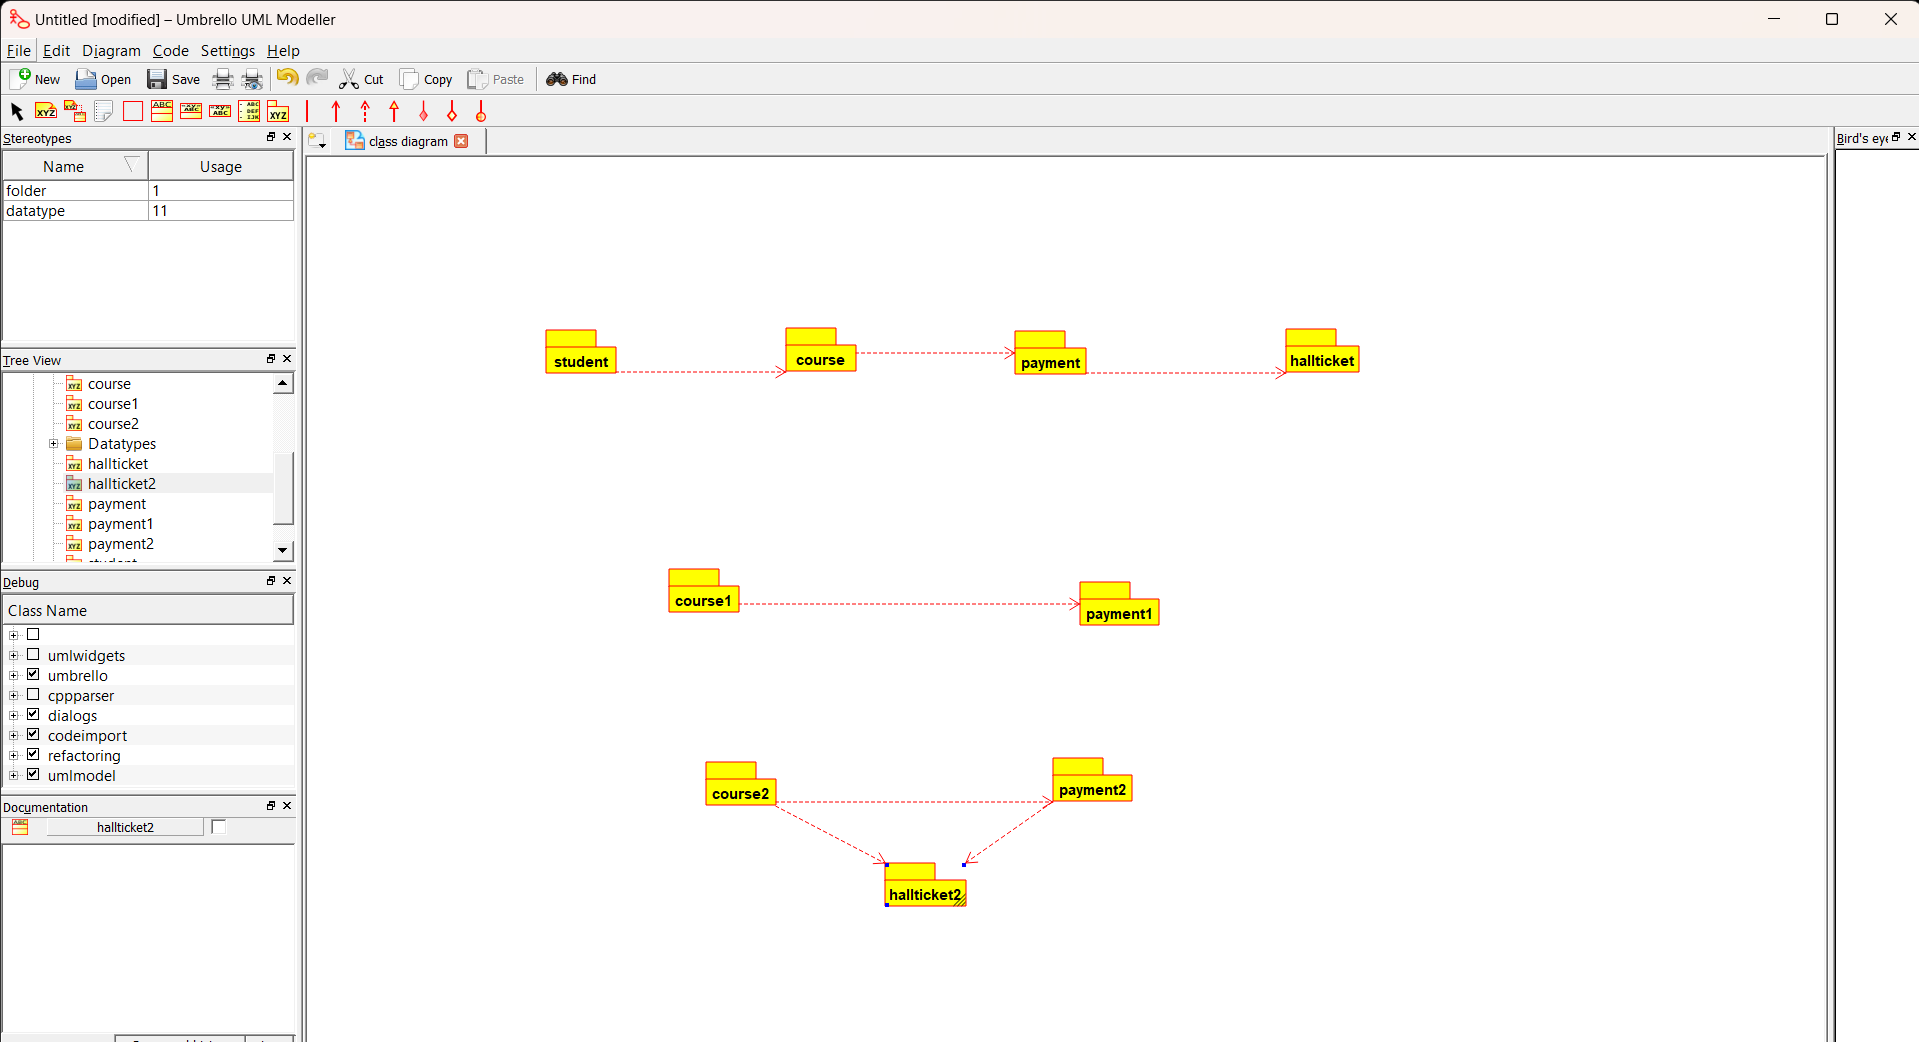 Untitled [modified] – Umbrello UML Modeller
File Edit Diagram Code Settings Help
New Open Save Cut Copy Paste Find
Stereotypes
Name Usage
folder 1
datatype 11
Tree View
course
course1
course2
Datatypes
hallticket
hallticket2
payment
payment1
payment2
Debug
Class Name
umlwidgets
umbrello
cppparser
dialogs
codeimport
refactoring
umlmodel
Documentation
hallticket2
class diagram
student
course
payment
hallticket
course1
payment1
course2
payment2
hallticket2
Bird's eye